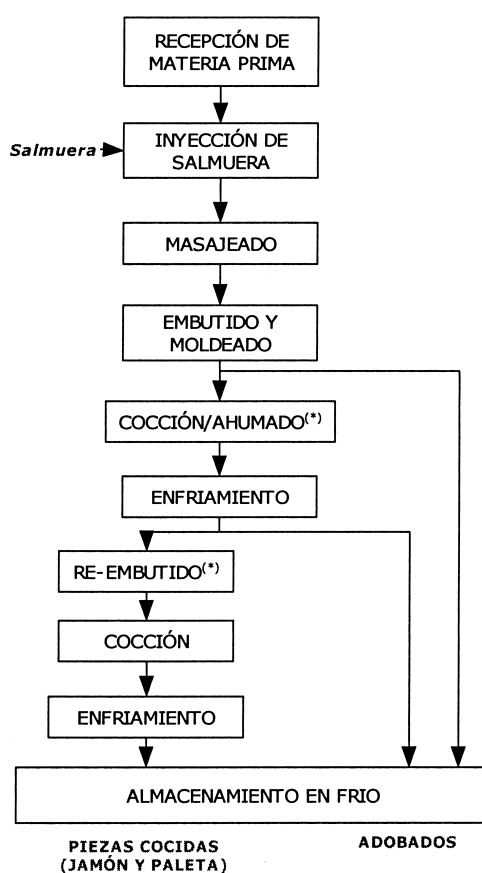 RECEPCIÓN DE
MATERIA PRIMA
Salmuera
INYECCIÓN DE
SALMUERA
MASAJEADO
EMBUTIDO Y
MOLDEADO
COCCIÓN/AHUMADO(*)
ENFRIAMIENTO
RE-EMBUTIDO(*)
COCCIÓN
ENFRIAMIENTO
ALMACENAMIENTO EN FRIO
PIEZAS COCIDAS
(JAMÓN Y PALETA)
ADOBADOS